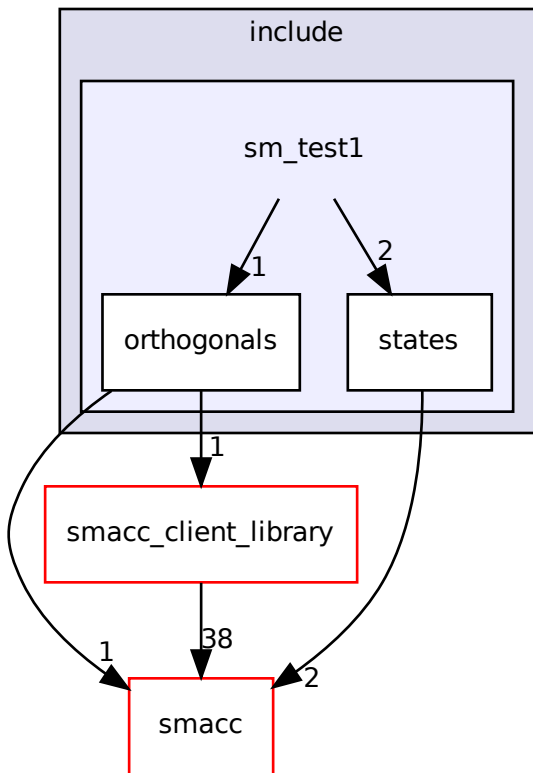 include
sm_test1
1
2
orthogonals
states
1
smacc_client_library
38
1
2
smacc